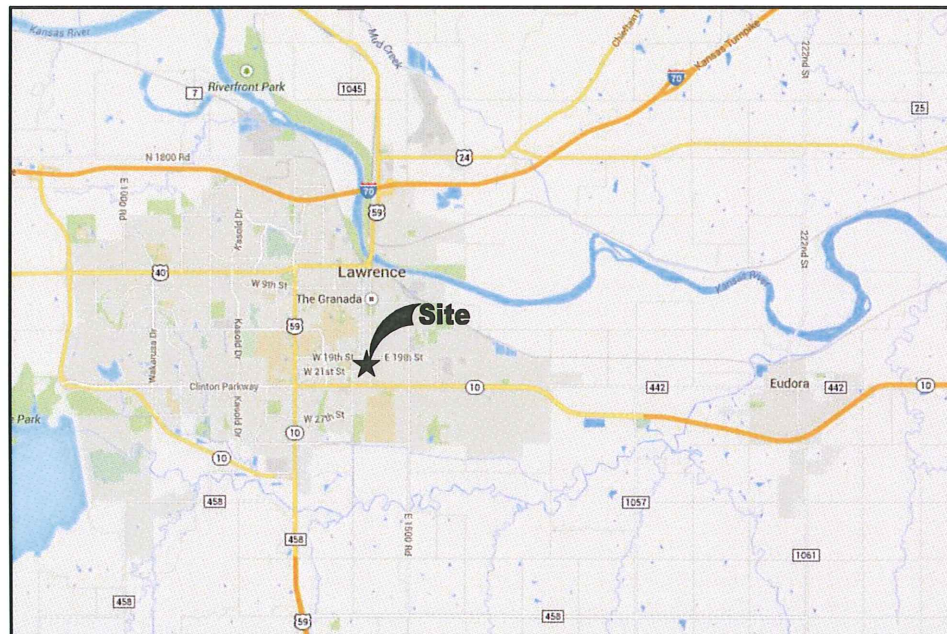 Kansas River
Riverfront Park
7
1045
Mud Creek
Kansas Turnpike
70
222nd St
25
N 1800 Rd
24
70
59
E 1000 Rd
Kasold Dr
40
Lawrence
W 9th St
The Granada
222nd St
Kansas River
59
Site
Wakarusa Dr
Kasold Dr
W 19th St
E 19th St
W 21st St
Clinton Parkway
10
442
Eudora
442
10
Park
Kasold Dr
W 27th St
10
10
458
1057
458
E 1600 Rd
1061
458
458
59